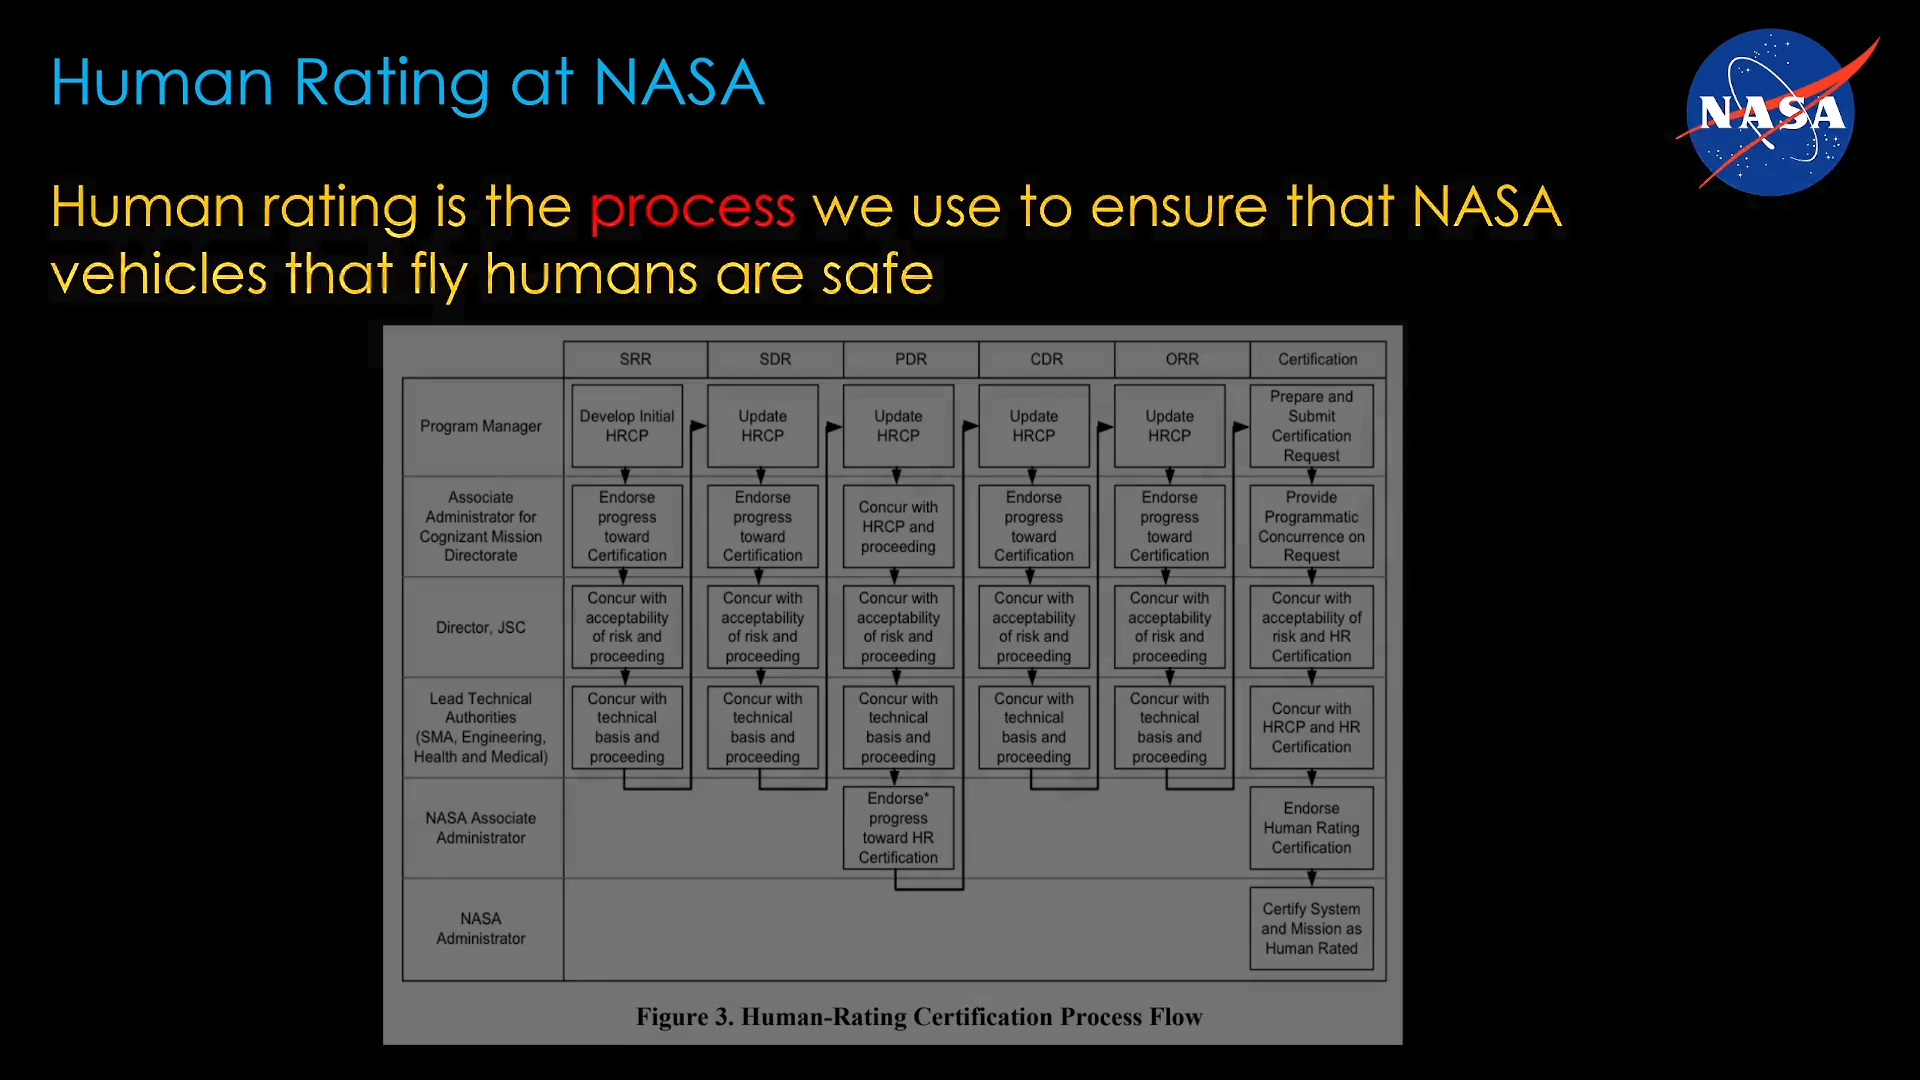 Human Rating at NASA
NASA
Human rating is the process we use to ensure that NASA
vehicles that fly humans are safe
SRR
SDR
PDR
CDR
ORR
Certification
Program Manager
Develop Initial
HRCP
Update
HRCP
Update
HRCP
Update
HRCP
Update
HRCP
Prepare and
Submit
Certification
Request
Associate
Administrator for
Cognizant Mission
Directorate
Endorse
progress
toward
Certification
Endorse
progress
toward
Certification
Concur with
HRCP and
proceeding
Endorse
progress
toward
Certification
Endorse
progress
toward
Certification
Provide
Programmatic
Concurrence on
Request
Director, JSC
Concur with
acceptability
of risk and
proceeding
Concur with
acceptability
of risk and
proceeding
Concur with
acceptability
of risk and
proceeding
Concur with
acceptability
of risk and
proceeding
Concur with
acceptability
of risk and
proceeding
Concur with
acceptability of
risk and HR
Certification
Lead Technical
Authorities
(SMA, Engineering,
Health and Medical)
Concur with
technical
basis and
proceeding
Concur with
technical
basis and
proceeding
Concur with
technical
basis and
proceeding
Concur with
technical
basis and
proceeding
Concur with
technical
basis and
proceeding
Concur with
HRCP and HR
Certification
NASA Associate
Administrator
Endorse*
progress
toward HR
Certification
Endorse
Human Rating
Certification
NASA
Administrator
Certify System
and Mission as
Human Rated
Figure 3. Human-Rating Certification Process Flow